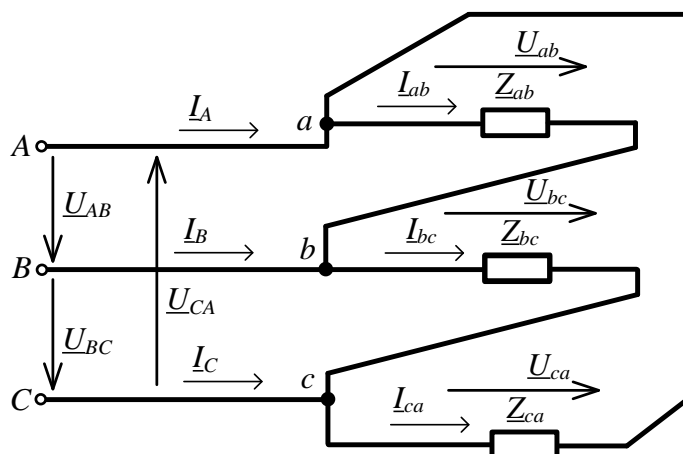 U_ab
I_ab
Z_ab
I_A
a
A
U_AB
U_bc
I_B
b
I_bc
Z_bc
B
U_CA
U_BC
I_C
c
U_ca
C
I_ca
Z_ca